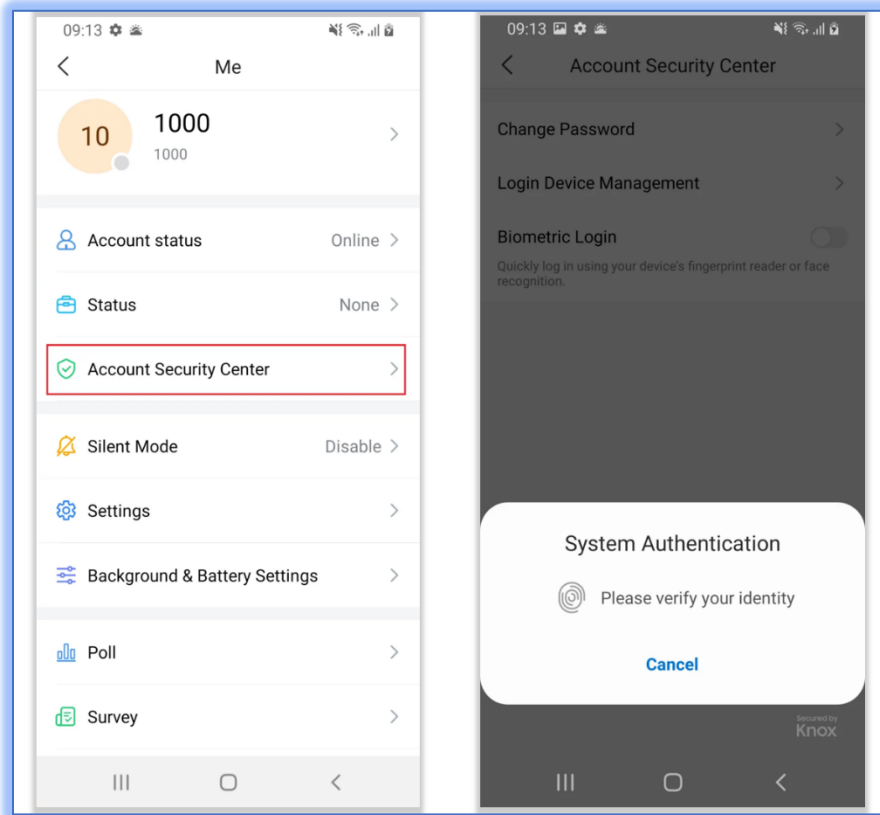 09:13
Me
10
1000
1000
Account status Online
Status None
Account Security Center
Silent Mode Disable
Settings
Background & Battery Settings
Poll
Survey
09:13
Account Security Center
Change Password
Login Device Management
Biometric Login
Quickly log in using your device's fingerprint reader or face
recognition.
System Authentication
Please verify your identity
Cancel
Secured by
Knox